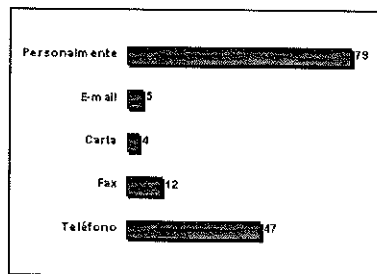 Personalmente 79
E-mail 5
Carta 4
Fax 12
Teléfono 47